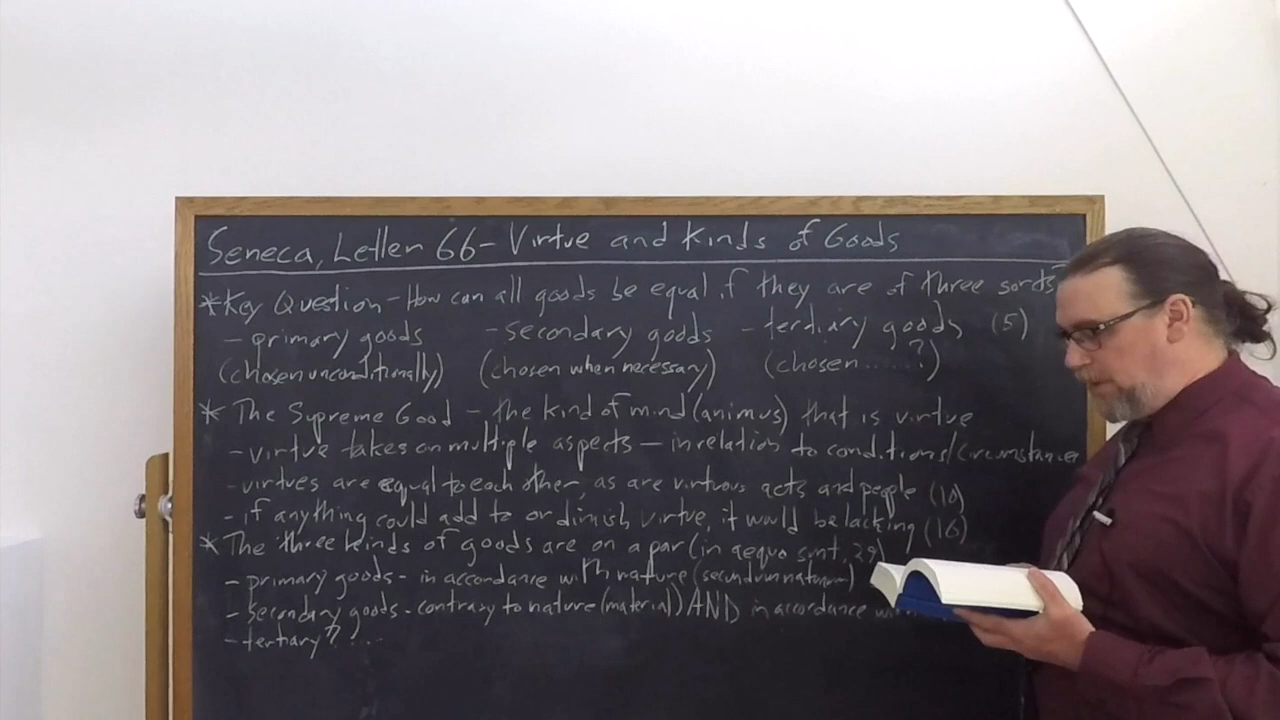 Seneca, Letter 66 - Virtue and Kinds of Goods
* Key Question - How can all goods be equal if they are of three sorts?
- primary goods - secondary goods - tertiary goods (5)
(chosen unconditionally) (chosen when necessary) (chosen ......?)
* The Supreme Good - the kind of mind (animus) that is virtue
- virtue takes on multiple aspects - in relation to conditions/circumstances
- virtues are equal to each other, as are virtuous acts and people (10)
- if anything could add to or dimish virtue, it would be lacking (16)
* The three kinds of goods are on a par (in aequo sunt, 29)
- primary goods - in accordance with nature (secundum naturam)
- secondary goods - contrary to nature (material) AND in accordance
- tertiary? ....